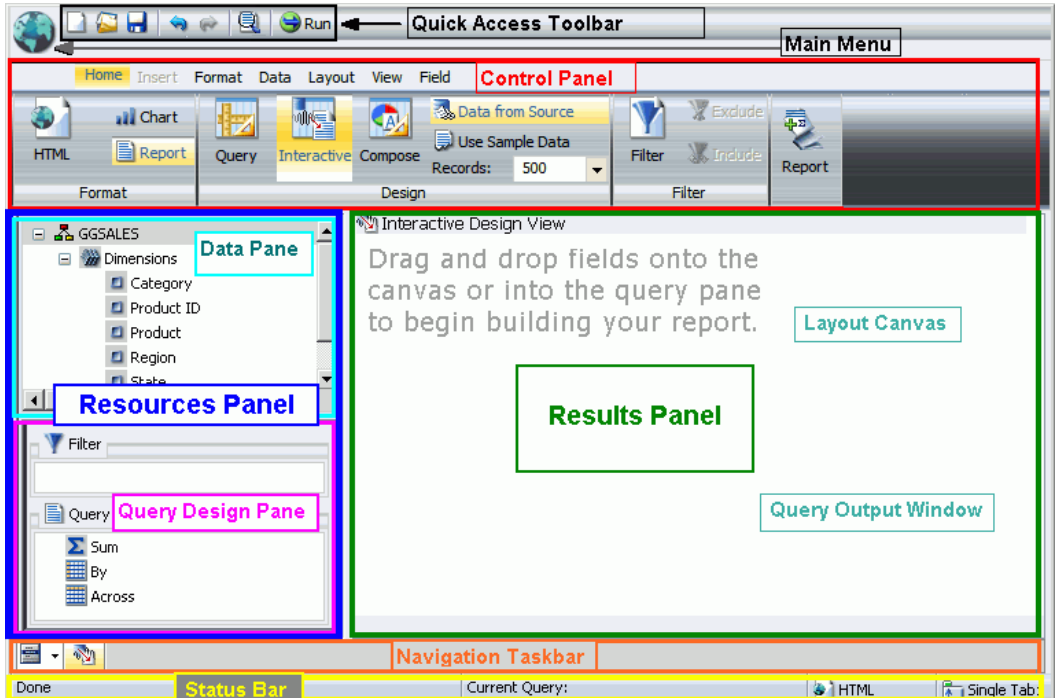 Run
Quick Access Toolbar
Main Menu
Home Insert Format Data Layout View Field
Control Panel
HTML
Chart
Report
Format
Query
Interactive
Compose
Data from Source
Use Sample Data
Records: 500
Design
Filter
Exclude
Include
Filter
Report
GGSALES
Dimensions
Category
Product ID
Product
Region
State
Data Pane
Resources Panel
Filter
Query
Query Design Pane
Sum
By
Across
Interactive Design View
Drag and drop fields onto the
canvas or into the query pane
to begin building your report.
Layout Canvas
Results Panel
Query Output Window
Navigation Taskbar
Done
Status Bar
Current Query:
HTML
Single Tab: